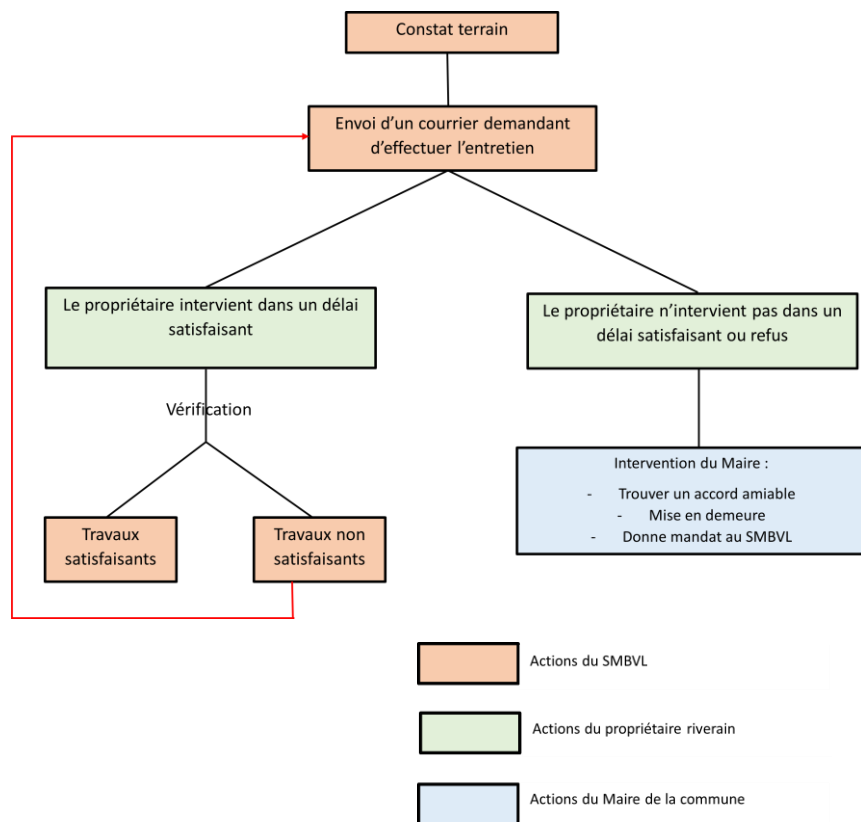 Constat terrain
Envoi d'un courrier demandant
d'effectuer l'entretien
Le propriétaire intervient dans un délai
satisfaisant
Le propriétaire n'intervient pas dans un
délai satisfaisant ou refus
Vérification
Intervention du Maire :
- Trouver un accord amiable
- Mise en demeure
- Donne mandat au SMBVL
Travaux
satisfaisants
Travaux non
satisfaisants
Actions du SMBVL
Actions du propriétaire riverain
Actions du Maire de la commune